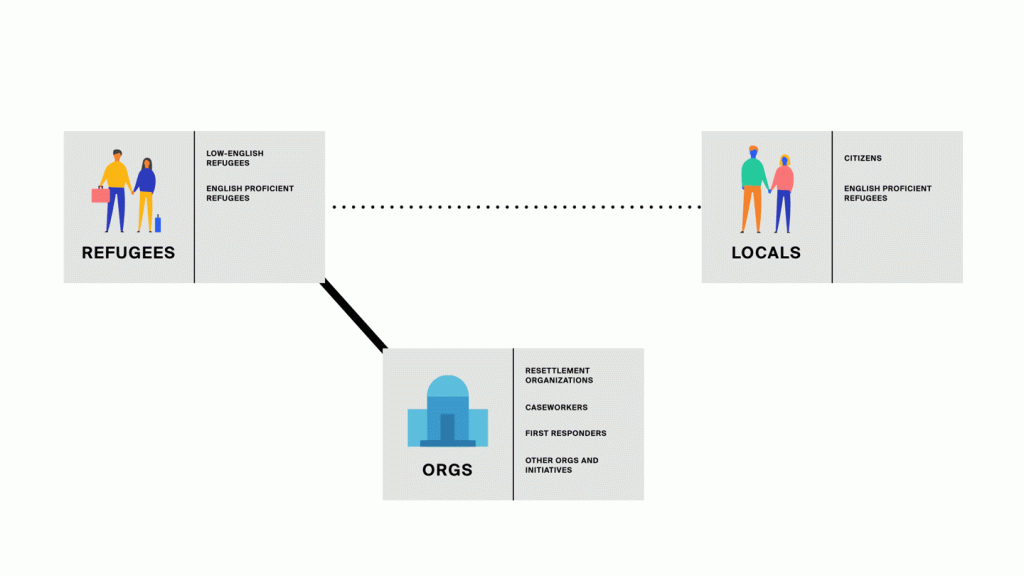 LOW-ENGLISH
REFUGEES
ENGLISH PROFICIENT
REFUGEES
REFUGEES
CITIZENS
ENGLISH PROFICIENT
REFUGEES
LOCALS
RESETTLEMENT
ORGANIZATIONS
CASEWORKERS
FIRST RESPONDERS
OTHER ORGS AND
INITIATIVES
ORGS